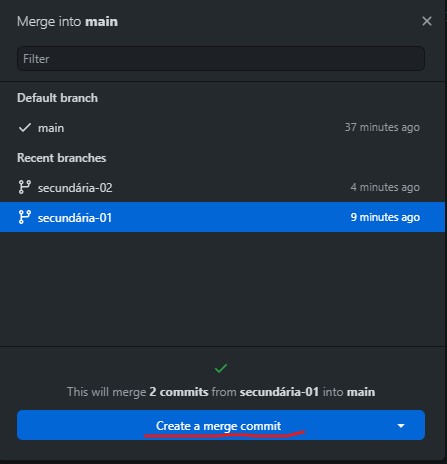 Merge into main
Filter
Default branch
main 37 minutes ago
Recent branches
secundária-02 4 minutes ago
secundária-01 9 minutes ago
This will merge 2 commits from secundária-01 into main
Create a merge commit